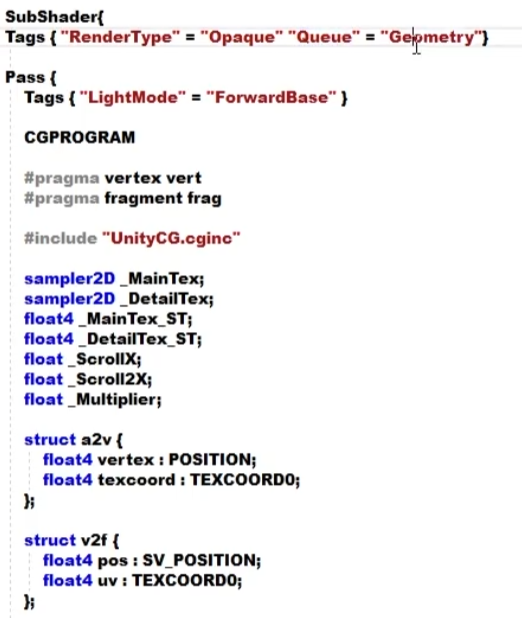 SubShader{
Tags { "RenderType" = "Opaque" "Queue" = "Geometry"}
Pass {
Tags { "LightMode" = "ForwardBase" }
CGPROGRAM
#pragma vertex vert
#pragma fragment frag
#include "UnityCG.cginc"
sampler2D _MainTex;
sampler2D _DetailTex;
float4 _MainTex_ST;
float4 _DetailTex_ST;
float _ScrollX;
float _Scroll2X;
float _Multiplier;
struct a2v {
float4 vertex : POSITION;
float4 texcoord : TEXCOORD0;
};
struct v2f {
float4 pos : SV_POSITION;
float4 uv : TEXCOORD0;
};